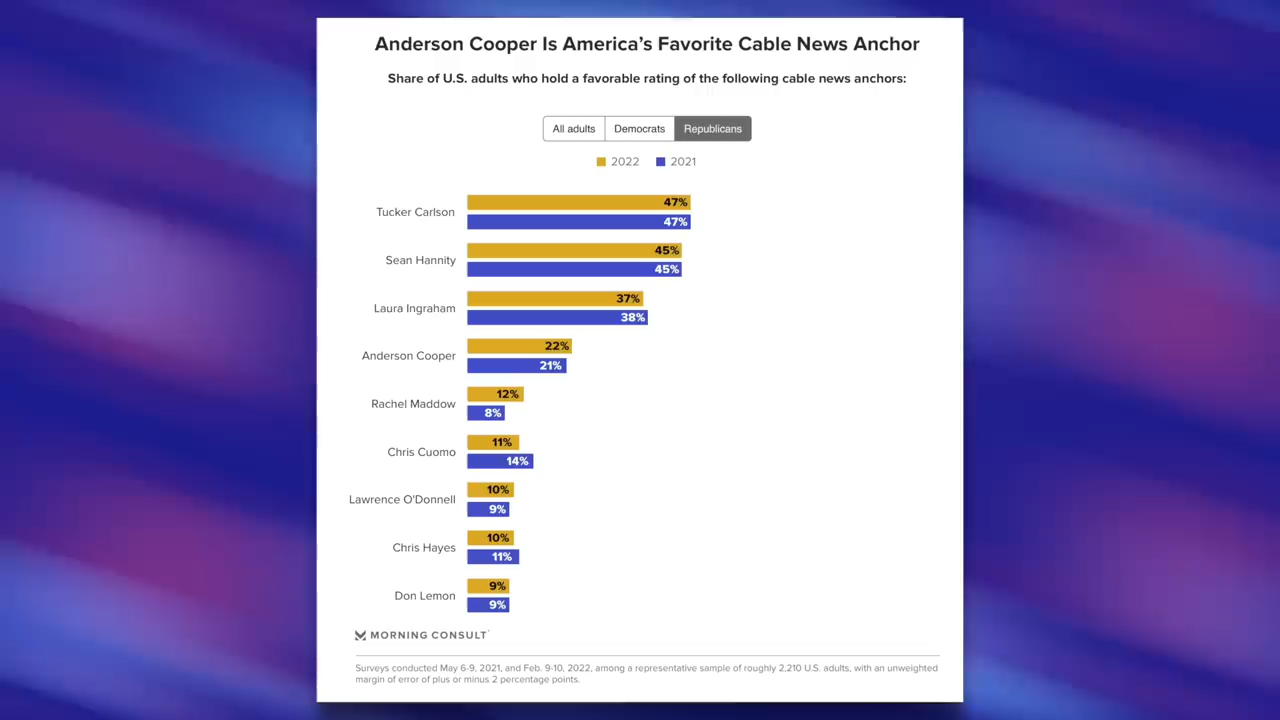 Anderson Cooper Is America’s Favorite Cable News Anchor
Share of U.S. adults who hold a favorable rating of the following cable news anchors:
All adults Democrats Republicans
2022 2021
Tucker Carlson 47% 47%
Sean Hannity 45% 45%
Laura Ingraham 37% 38%
Anderson Cooper 22% 21%
Rachel Maddow 12% 8%
Chris Cuomo 11% 14%
Lawrence O'Donnell 10% 9%
Chris Hayes 10% 11%
Don Lemon 9% 9%
MORNING CONSULT
Surveys conducted May 6-9, 2021, and Feb. 9-10, 2022, among a representative sample of roughly 2,210 U.S. adults, with an unweighted
margin of error of plus or minus 2 percentage points.